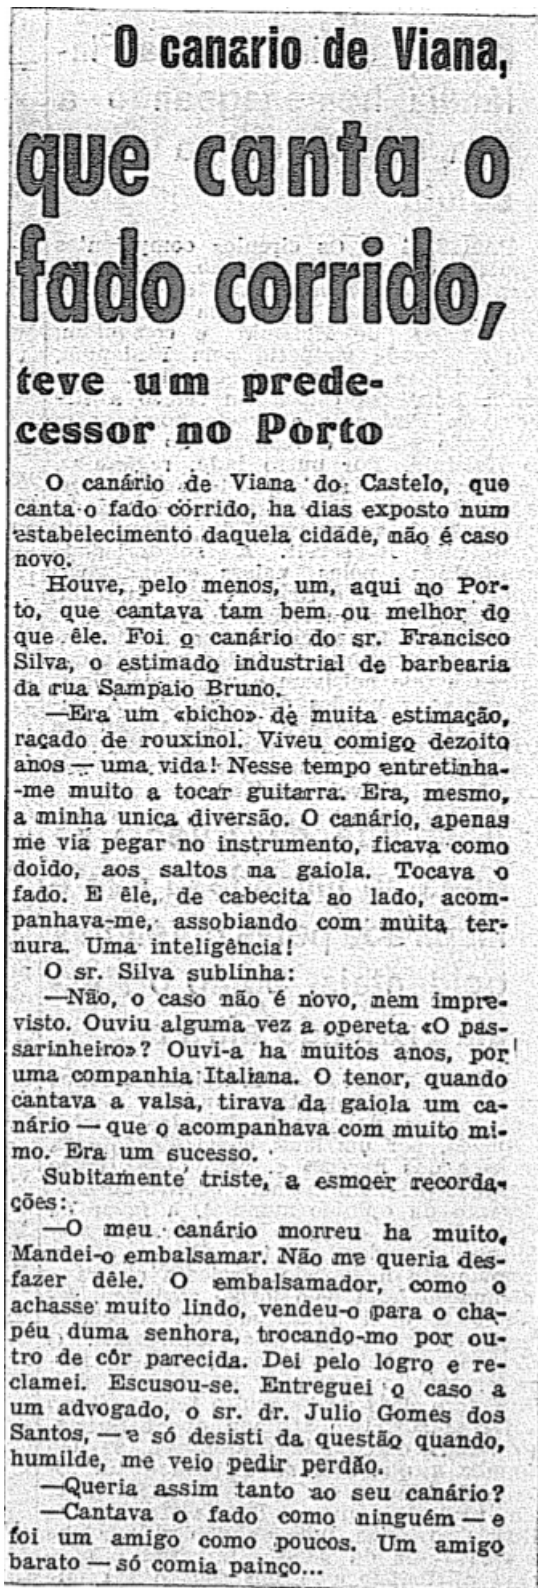 O canario de Viana,
que canta o
fado corrido,
teve um prede-
cessor no Porto
O canário de Viana do Castelo, que
canta o fado corrido, ha dias exposto num
estabelecimento daquela cidade, não é caso
novo.
Houve, pelo menos, um, aqui no Por-
to, que cantava tam bem ou melhor do
que êle. Foi o canário do sr. Francisco
Silva, o estimado industrial de barbearia
da rua Sampaio Bruno.
—Era um «bicho» de muita estimação,
raçado de rouxinol. Viveu comigo dezoito
anos — uma vida! Nesse tempo entretinha-
-me muito a tocar guitarra. Era, mesmo,
a minha unica diversão. O canário, apenas
me via pegar no instrumento, ficava como
doido, aos saltos na gaiola. Tocava o
fado. E êle, de cabecita ao lado, acom-
panhava-me, assobiando com muita ter-
nura. Uma inteligência!
O sr. Silva sublinha:
—Não, o caso não é novo, nem impre-
visto. Ouviu alguma vez a opereta «O pas-
sarinheiro»? Ouvi-a ha muitos anos, por
uma companhia Italiana. O tenor, quando
cantava a valsa, tirava da gaiola um ca-
nário — que o acompanhava com muito mi-
mo. Era um sucesso.
Subitamente triste, a esmoer recorda-
ções:
—O meu canário morreu ha muito.
Mandei-o embalsamar. Não me queria des-
fazer dêle. O embalsamador, como o
achasse muito lindo, vendeu-o para o cha-
péu duma senhora, trocando-mo por ou-
tro de côr parecida. Dei pelo logro e re-
clamei. Escusou-se. Entreguei o caso a
um advogado, o sr. dr. Julio Gomes dos
Santos, — e só desisti da questão quando,
humilde, me veio pedir perdão.
—Queria assim tanto ao seu canário?
—Cantava o fado como ninguém — e
foi um amigo como poucos. Um amigo
barato — só comia painço...